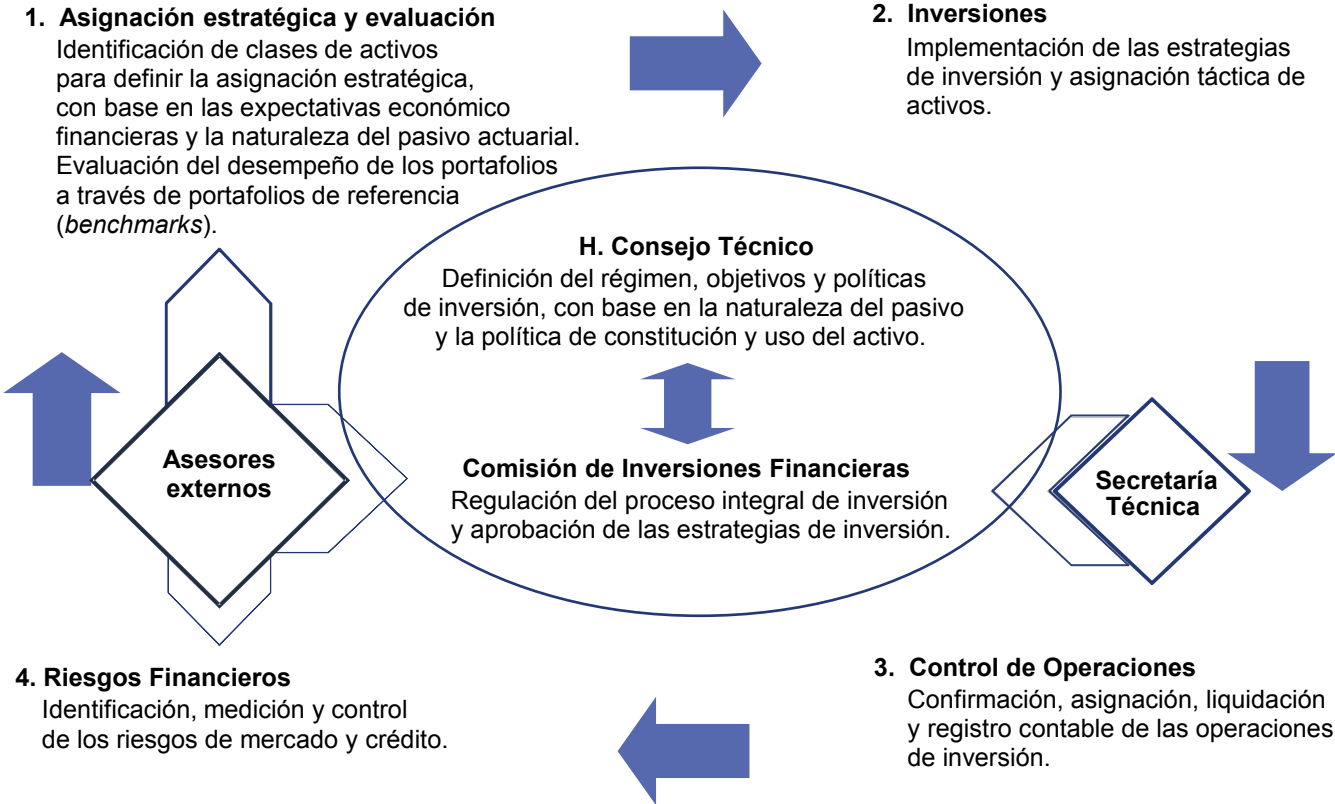 1. Asignación estratégica y evaluación
Identificación de clases de activos
para definir la asignación estratégica,
con base en las expectativas económico
financieras y la naturaleza del pasivo actuarial.
Evaluación del desempeño de los portafolios
a través de portafolios de referencia
(benchmarks).
2. Inversiones
Implementación de las estrategias
de inversión y asignación táctica de
activos.
H. Consejo Técnico
Definición del régimen, objetivos y políticas
de inversión, con base en la naturaleza del pasivo
y la política de constitución y uso del activo.
Comisión de Inversiones Financieras
Regulación del proceso integral de inversión
y aprobación de las estrategias de inversión.
Asesores
externos
Secretaría
Técnica
4. Riesgos Financieros
Identificación, medición y control
de los riesgos de mercado y crédito.
3. Control de Operaciones
Confirmación, asignación, liquidación
y registro contable de las operaciones
de inversión.